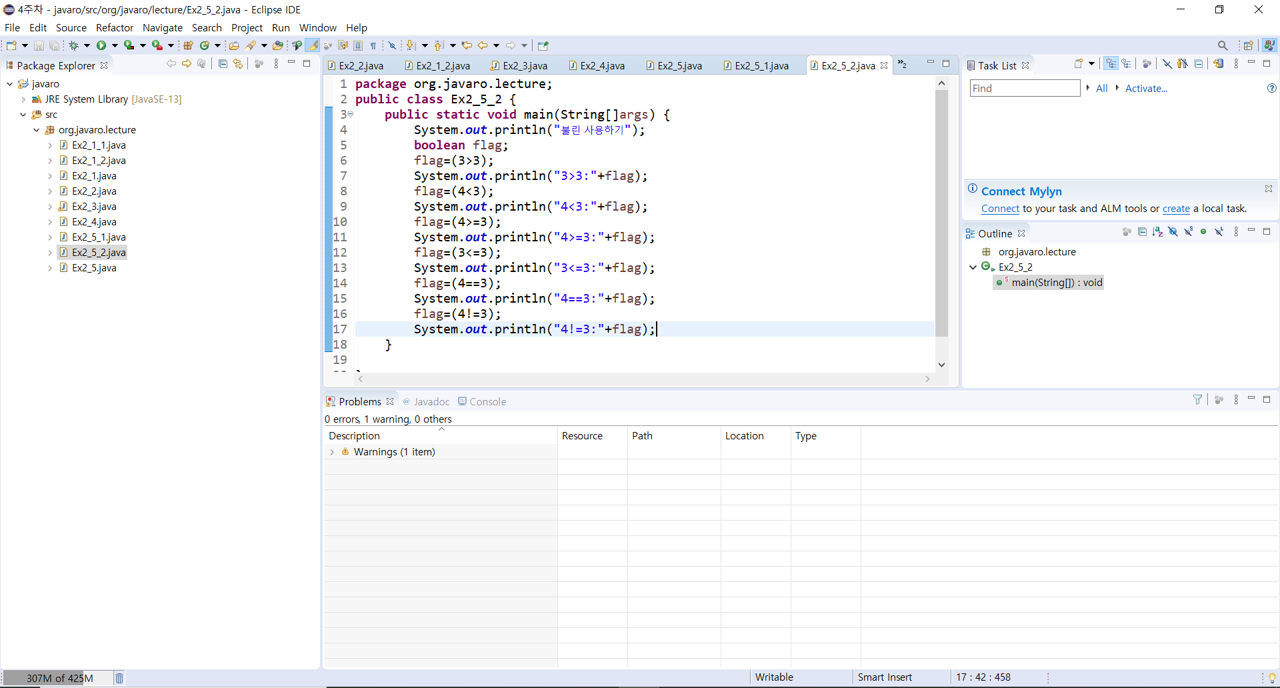 4주차 - javaro/src/org/javaro/lecture/Ex2_5_2.java - Eclipse IDE
File Edit Source Refactor Navigate Search Project Run Window Help
Package Explorer
javaro
JRE System Library [JavaSE-13]
src
org.javaro.lecture
Ex2_1_1.java
Ex2_1_2.java
Ex2_1.java
Ex2_2.java
Ex2_3.java
Ex2_4.java
Ex2_5_1.java
Ex2_5_2.java
Ex2_5.java
Ex2_2.java Ex2_1_2.java Ex2_3.java Ex2_4.java Ex2_5.java Ex2_5_1.java Ex2_5_2.java »2
1 package org.javaro.lecture;
2 public class Ex2_5_2 {
3 public static void main(String[]args) {
4 System.out.println("불린 사용하기");
5 boolean flag;
6 flag=(3>3);
7 System.out.println("3>3:"+flag);
8 flag=(4<3);
9 System.out.println("4<3:"+flag);
10 flag=(4>=3);
11 System.out.println("4>=3:"+flag);
12 flag=(3<=3);
13 System.out.println("3<=3:"+flag);
14 flag=(4==3);
15 System.out.println("4==3:"+flag);
16 flag=(4!=3);
17 System.out.println("4!=3:"+flag);
18 }
19
Task List
Find All Activate...
Connect Mylyn
Connect to your task and ALM tools or create a local task.
Outline
org.javaro.lecture
Ex2_5_2
main(String[]) : void
Problems Javadoc Console
0 errors, 1 warning, 0 others
Description Resource Path Location Type
Warnings (1 item)
307M of 425M Writable Smart Insert 17 : 42 : 458